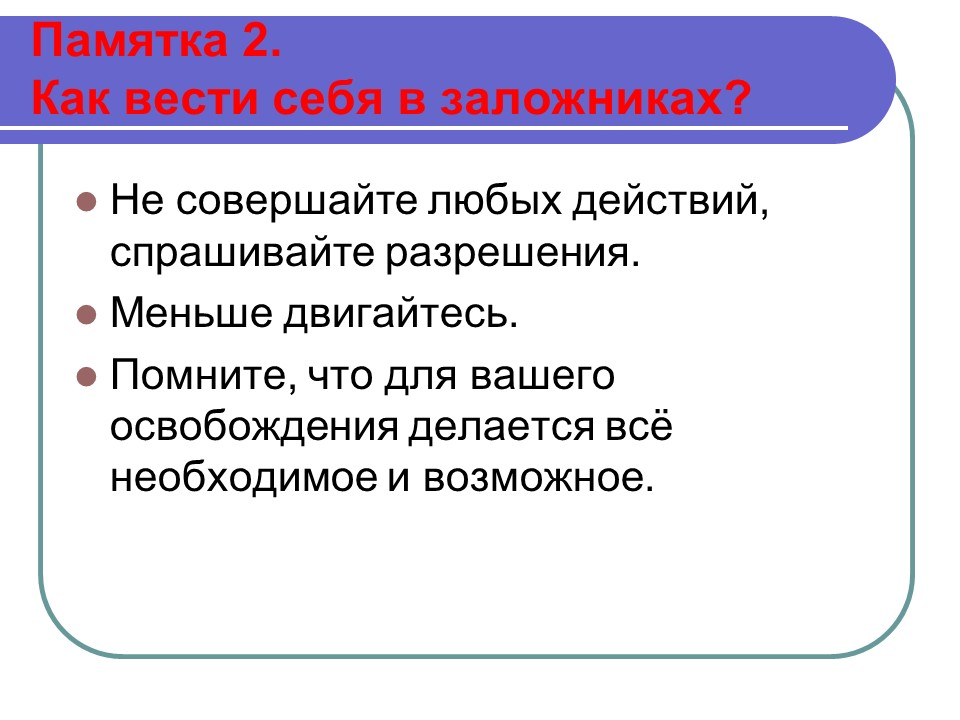 Памятка 2.
Как вести себя в заложниках?
Не совершайте любых действий,
спрашивайте разрешения.
Меньше двигайтесь.
Помните, что для вашего
освобождения делается всё
необходимое и возможное.